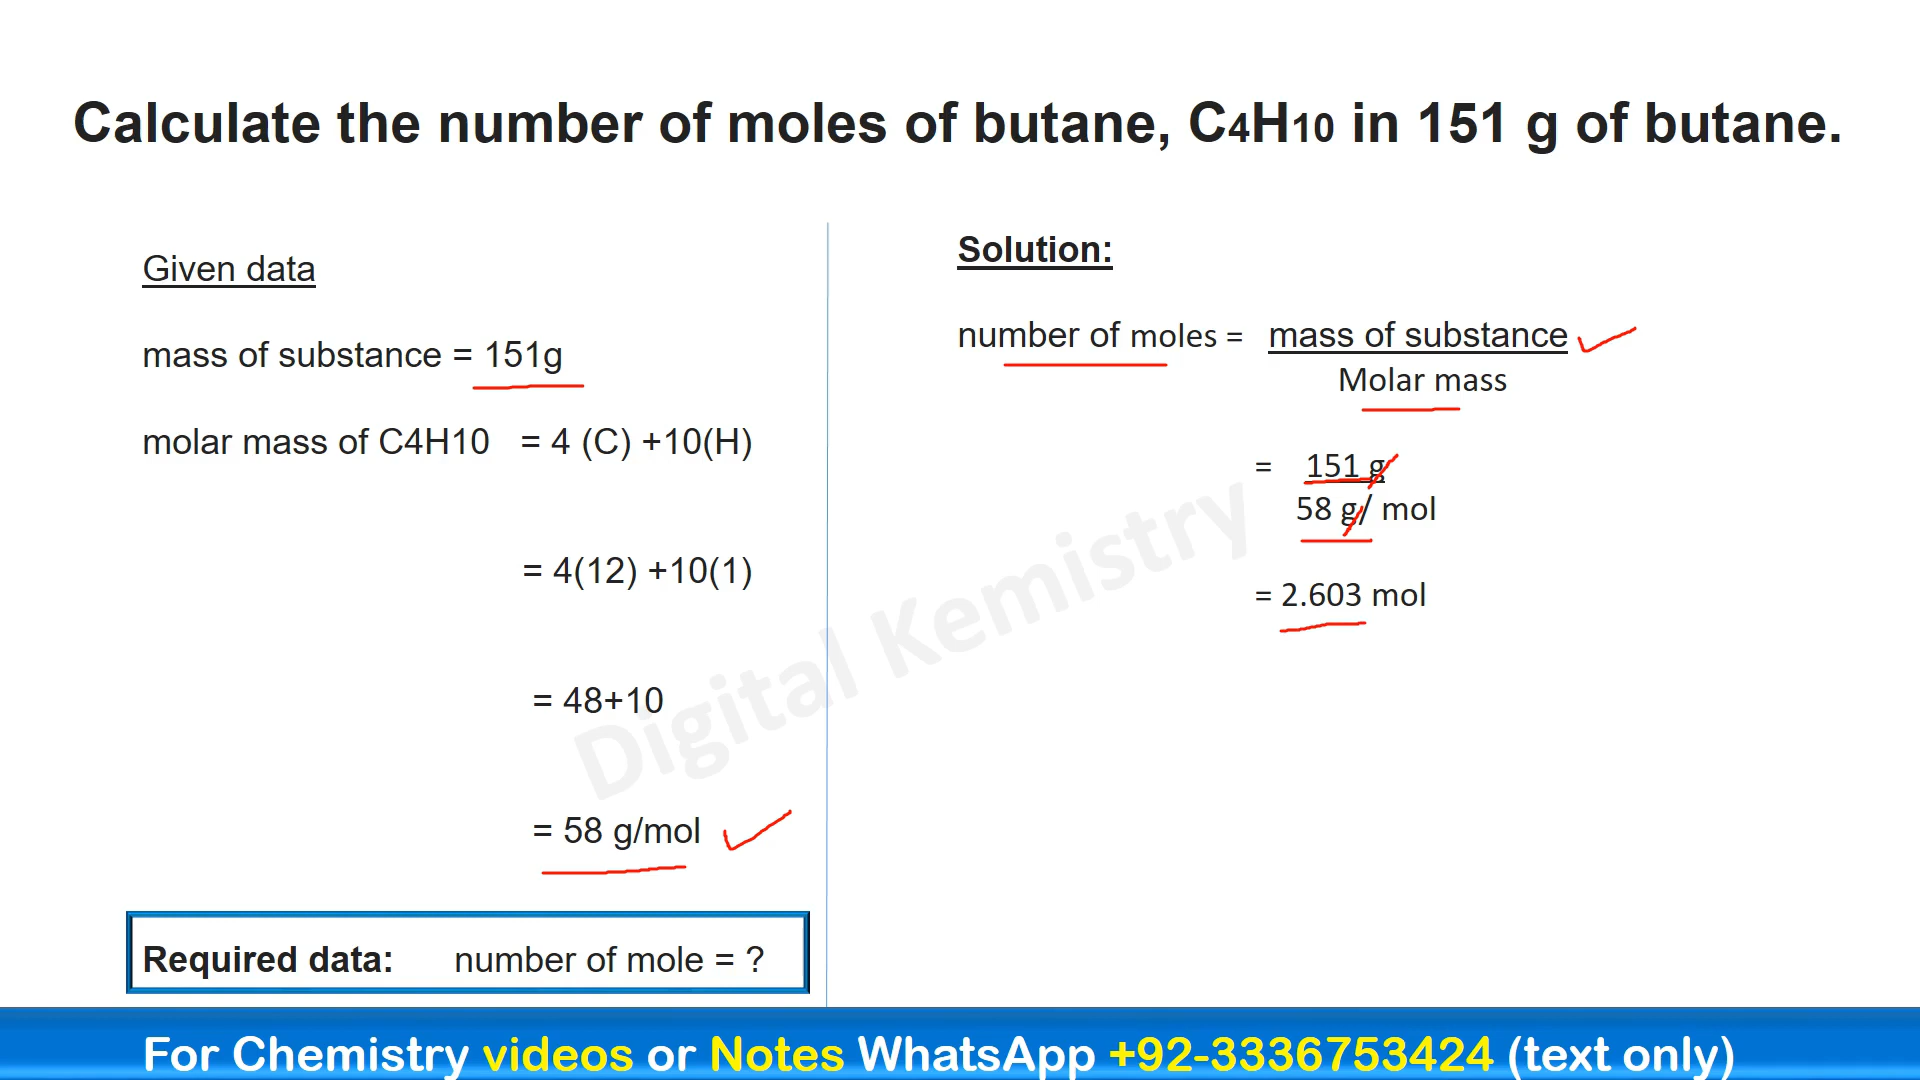 Calculate the number of moles of butane, C4H10 in 151 g of butane.
Given data
mass of substance = 151g
molar mass of C4H10 = 4 (C) +10(H)
= 4(12) +10(1)
= 48+10
= 58 g/mol
Required data: number of mole = ?
Solution:
number of moles = mass of substance
Molar mass
= 151 g
58 g/ mol
= 2.603 mol
Digital Kemistry
For Chemistry videos or Notes WhatsApp +92-3336753424 (text only)